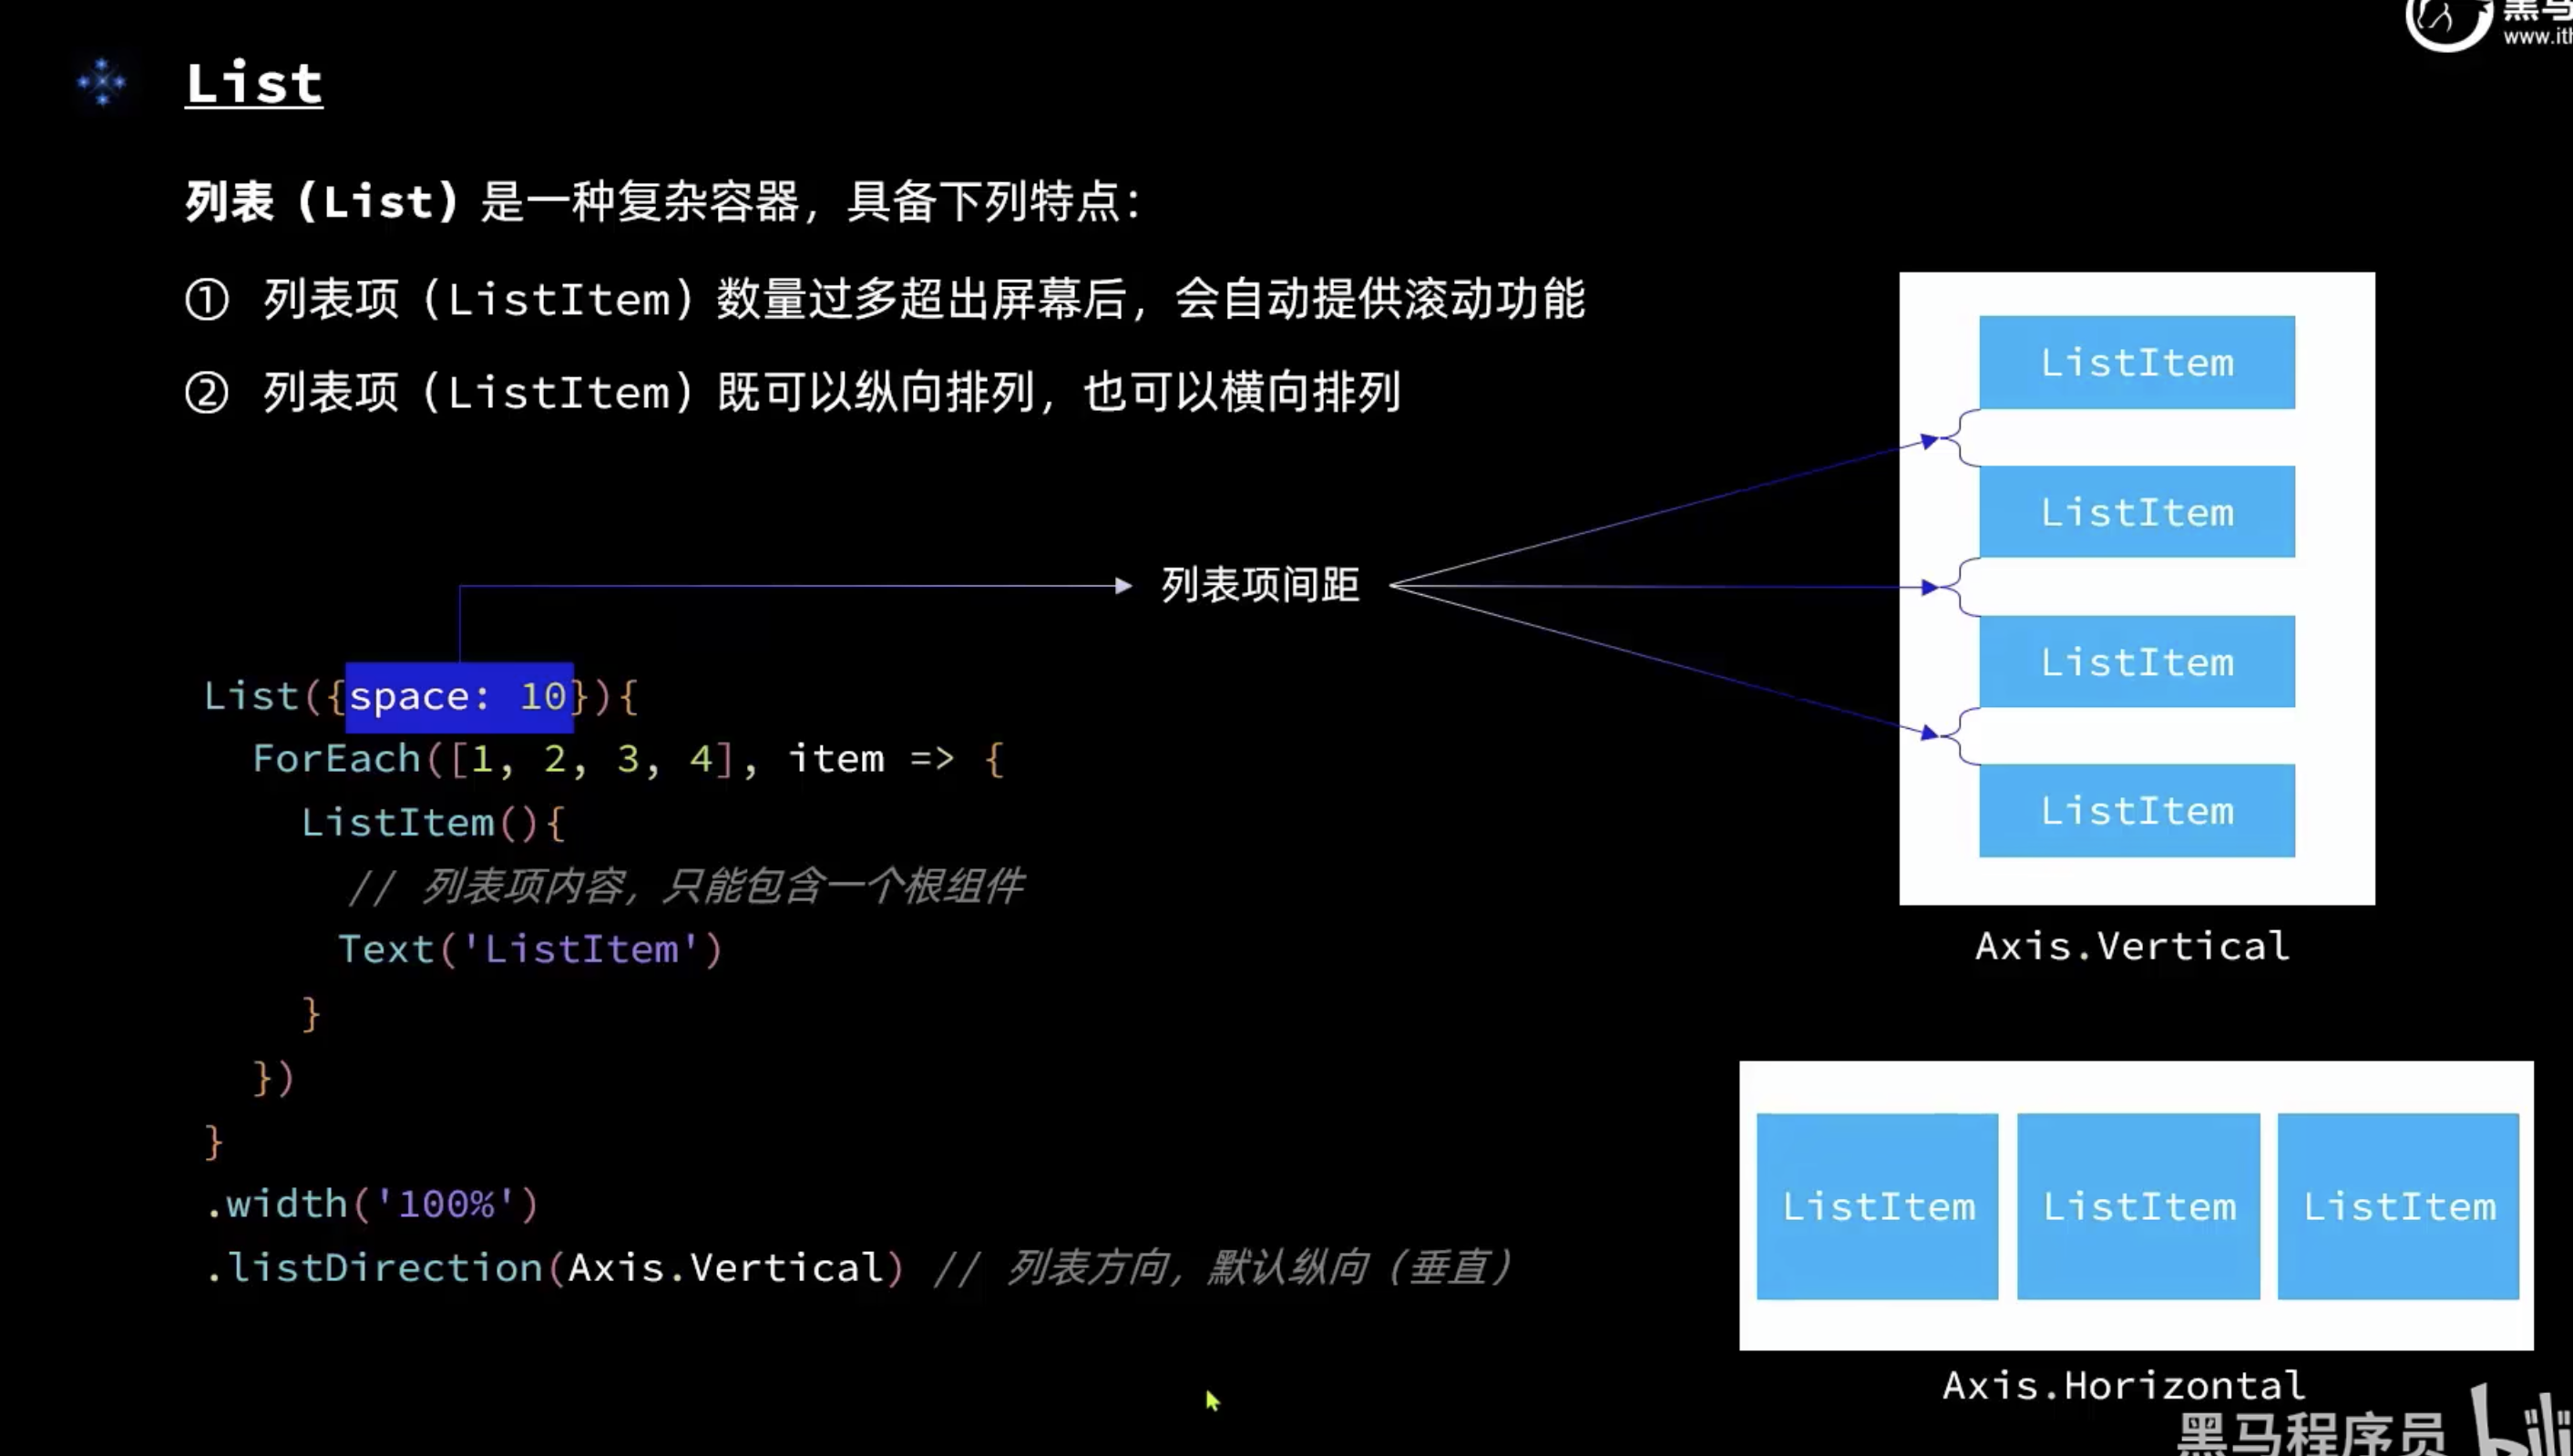 List
列表（List）是一种复杂容器，具备下列特点：
① 列表项（ListItem）数量过多超出屏幕后，会自动提供滚动功能
② 列表项（ListItem）既可以纵向排列，也可以横向排列
列表项间距
List({space: 10}){
ForEach([1, 2, 3, 4], item => {
ListItem(){
// 列表项内容，只能包含一个根组件
Text('ListItem')
}
})
}
.width('100%')
.listDirection(Axis.Vertical) // 列表方向，默认纵向（垂直）
ListItem
ListItem
ListItem
ListItem
Axis.Vertical
ListItem ListItem ListItem
Axis.Horizontal
黑马程序员